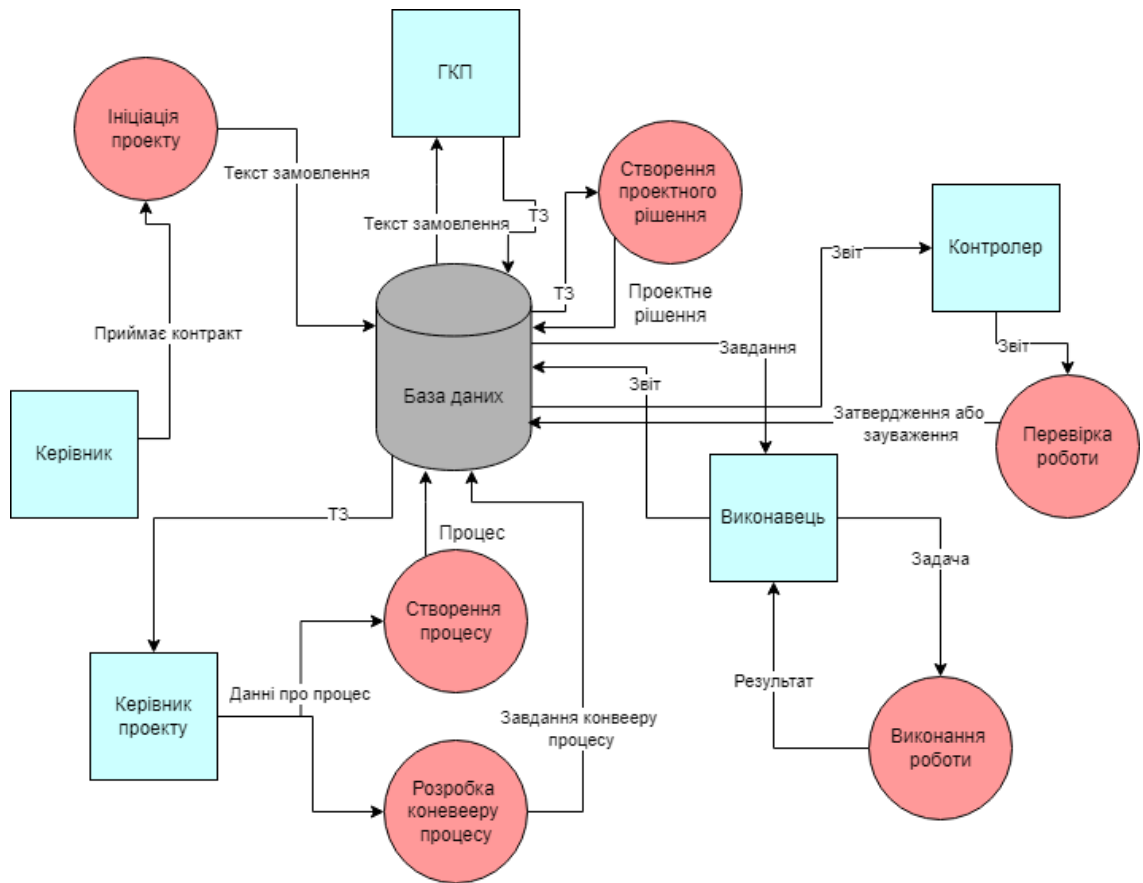 ГКП
Ініціація
проекту
Текст замовлення
Створення
проектного
рішення
ТЗ
Текст замовлення
Звіт
Контролер
ТЗ
Проектне
рішення
Приймає контракт
Завдання
Звіт
База даних
Звіт
Затвердження або
зауваження
Перевірка
роботи
Керівник
ТЗ
Процес
Виконавець
Задача
Створення
процесу
Данні про процес
Керівник
проекту
Завдання конвееру
процесу
Результат
Виконання
роботи
Розробка
коневееру
процесу